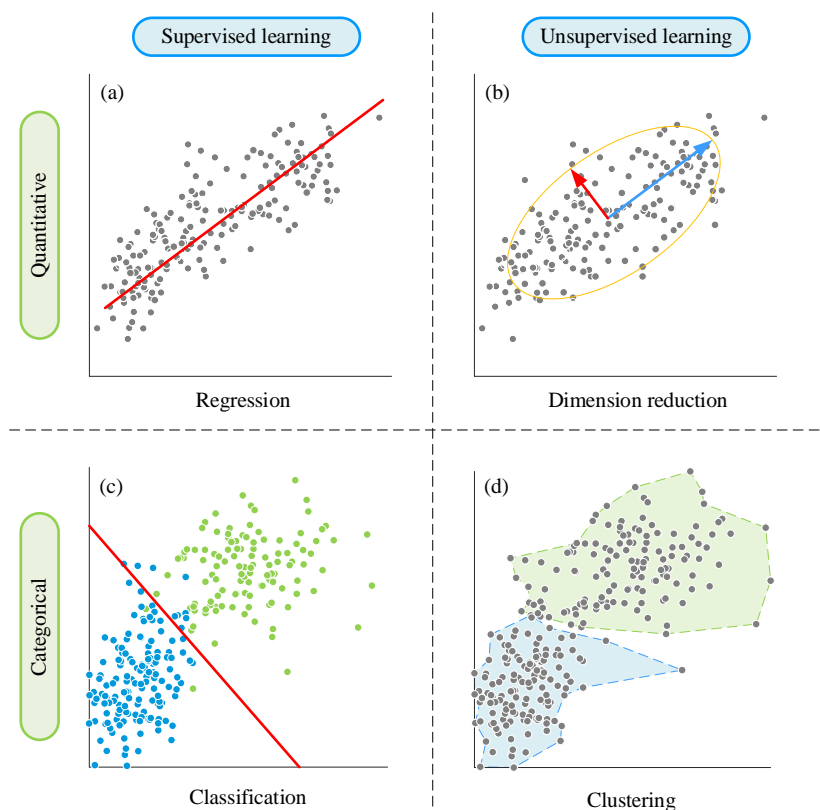 Supervised learning
Unsupervised learning
Quantitative
(a)
(b)
Regression
Dimension reduction
Categorical
(c)
(d)
Classification
Clustering